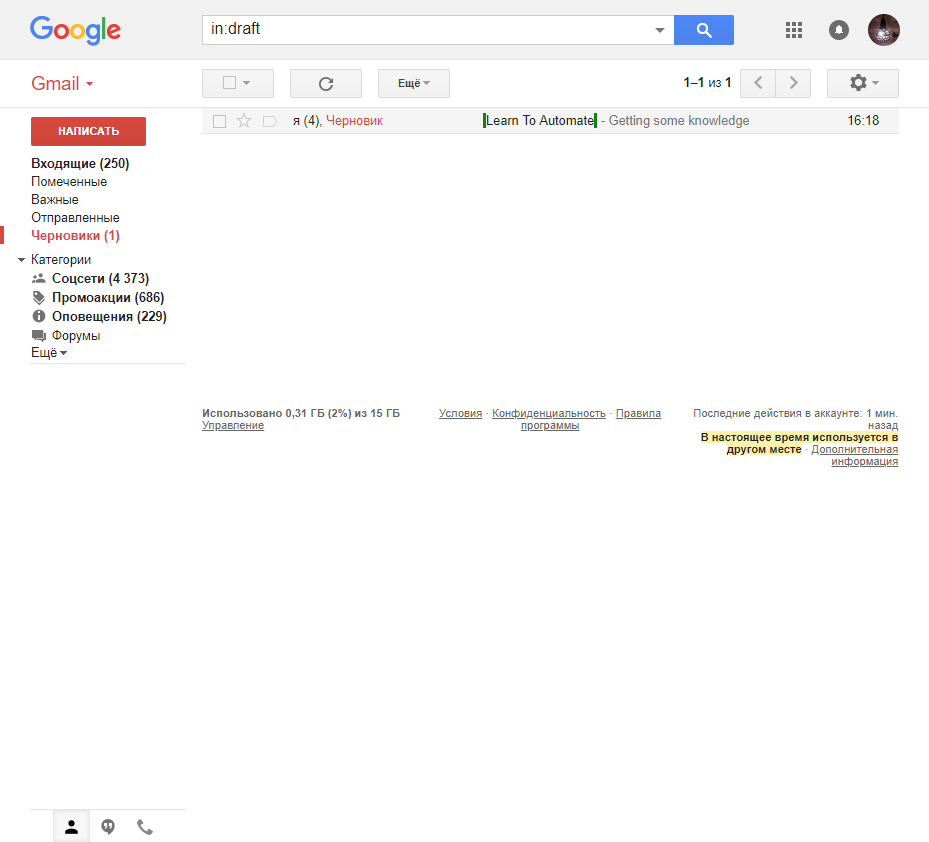 Google
in:draft
Gmail
Ещё
1–1 из 1
НАПИСАТЬ
я (4), Черновик
Learn To Automate - Getting some knowledge
16:18
Входящие (250)
Помеченные
Важные
Отправленные
Черновики (1)
Категории
Соцсети (4 373)
Промоакции (686)
Оповещения (229)
Форумы
Ещё
Использовано 0,31 ГБ (2%) из 15 ГБ
Управление
Условия · Конфиденциальность · Правила
программы
Последние действия в аккаунте: 1 мин.
назад
В настоящее время используется в
другом месте · Дополнительная
информация